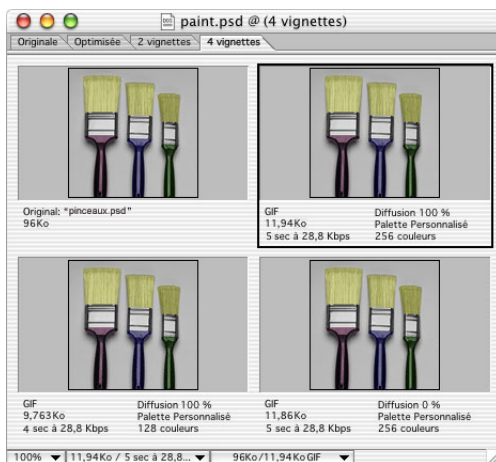 paint.psd @ (4 vignettes)
Originale Optimisée 2 vignettes 4 vignettes
Original: "pinceaux.psd"
96Ko
GIF Diffusion 100 %
11,94Ko Palette Personnalisé
5 sec à 28,8 Kbps 256 couleurs
GIF Diffusion 100 %
9,763Ko Palette Personnalisé
4 sec à 28,8 Kbps 128 couleurs
GIF Diffusion 0 %
11,86Ko Palette Personnalisé
5 sec à 28,8 Kbps 256 couleurs
100% 11,94Ko / 5 sec à 28,8... 96Ko/11,94Ko GIF